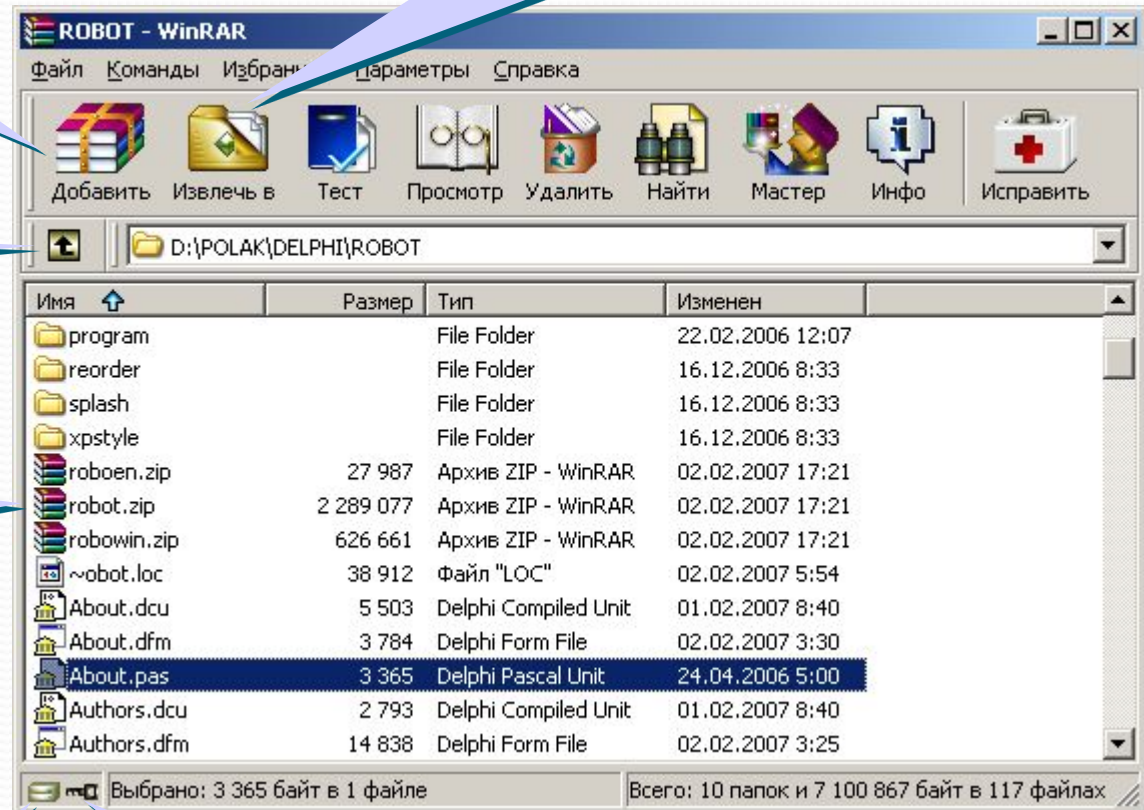 ROBOT - WinRAR
Файл Команды Избранн Параметры Справка
Добавить Извлечь в Тест Просмотр Удалить Найти Мастер Инфо Исправить
D:\POLAK\DELPHI\ROBOT
Имя Размер Тип Изменен
program File Folder 22.02.2006 12:07
reorder File Folder 16.12.2006 8:33
splash File Folder 16.12.2006 8:33
xpstyle File Folder 16.12.2006 8:33
roboen.zip 27 987 Архив ZIP - WinRAR 02.02.2007 17:21
robot.zip 2 289 077 Архив ZIP - WinRAR 02.02.2007 17:21
robowin.zip 626 661 Архив ZIP - WinRAR 02.02.2007 17:21
~obot.loc 38 912 Файл "LOC" 02.02.2007 5:54
About.dcu 5 503 Delphi Compiled Unit 01.02.2007 8:40
About.dfm 3 784 Delphi Form File 02.02.2007 3:30
About.pas 3 365 Delphi Pascal Unit 24.04.2006 5:00
Authors.dcu 2 793 Delphi Compiled Unit 01.02.2007 8:40
Authors.dfm 14 838 Delphi Form File 02.02.2007 3:25
Выбрано: 3 365 байт в 1 файле Всего: 10 папок и 7 100 867 байт в 117 файлах